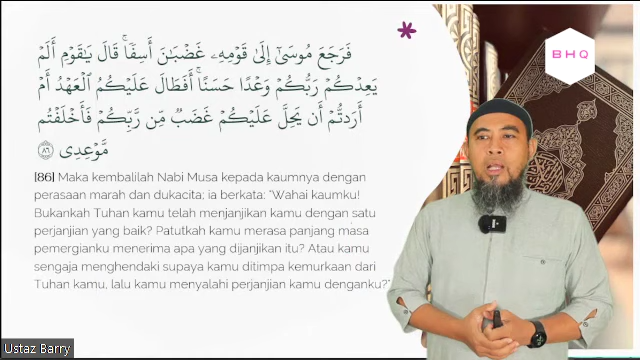 فَرَجَعَ مُوسَىٰٓ إِلَىٰ قَوْمِهِۦ غَضْبَٰنَ أَسِفًا ۚ قَالَ يَٰقَوْمِ أَلَمْ
يَعِدْكُمْ رَبُّكُمْ وَعْدًا حَسَنًا ۚ أَفَطَالَ عَلَيْكُمُ ٱلْعَهْدُ أَمْ
أَرَدتُّمْ أَن يَحِلَّ عَلَيْكُمْ غَضَبٌ مِّن رَّبِّكُمْ فَأَخْلَفْتُم
مَّوْعِدِى ٨٦
[86] Maka kembalilah Nabi Musa kepada kaumnya dengan
perasaan marah dan dukacita; ia berkata: "Wahai kaumku!
Bukankah Tuhan kamu telah menjanjikan kamu dengan satu
perjanjian yang baik? Patutkah kamu merasa panjang masa
pemergianku menerima apa yang dijanjikan itu? Atau kamu
sengaja menghendaki supaya kamu ditimpa kemurkaan dari
Tuhan kamu, lalu kamu menyalahi perjanjian kamu denganku?"
BHQ
Ustaz Barry